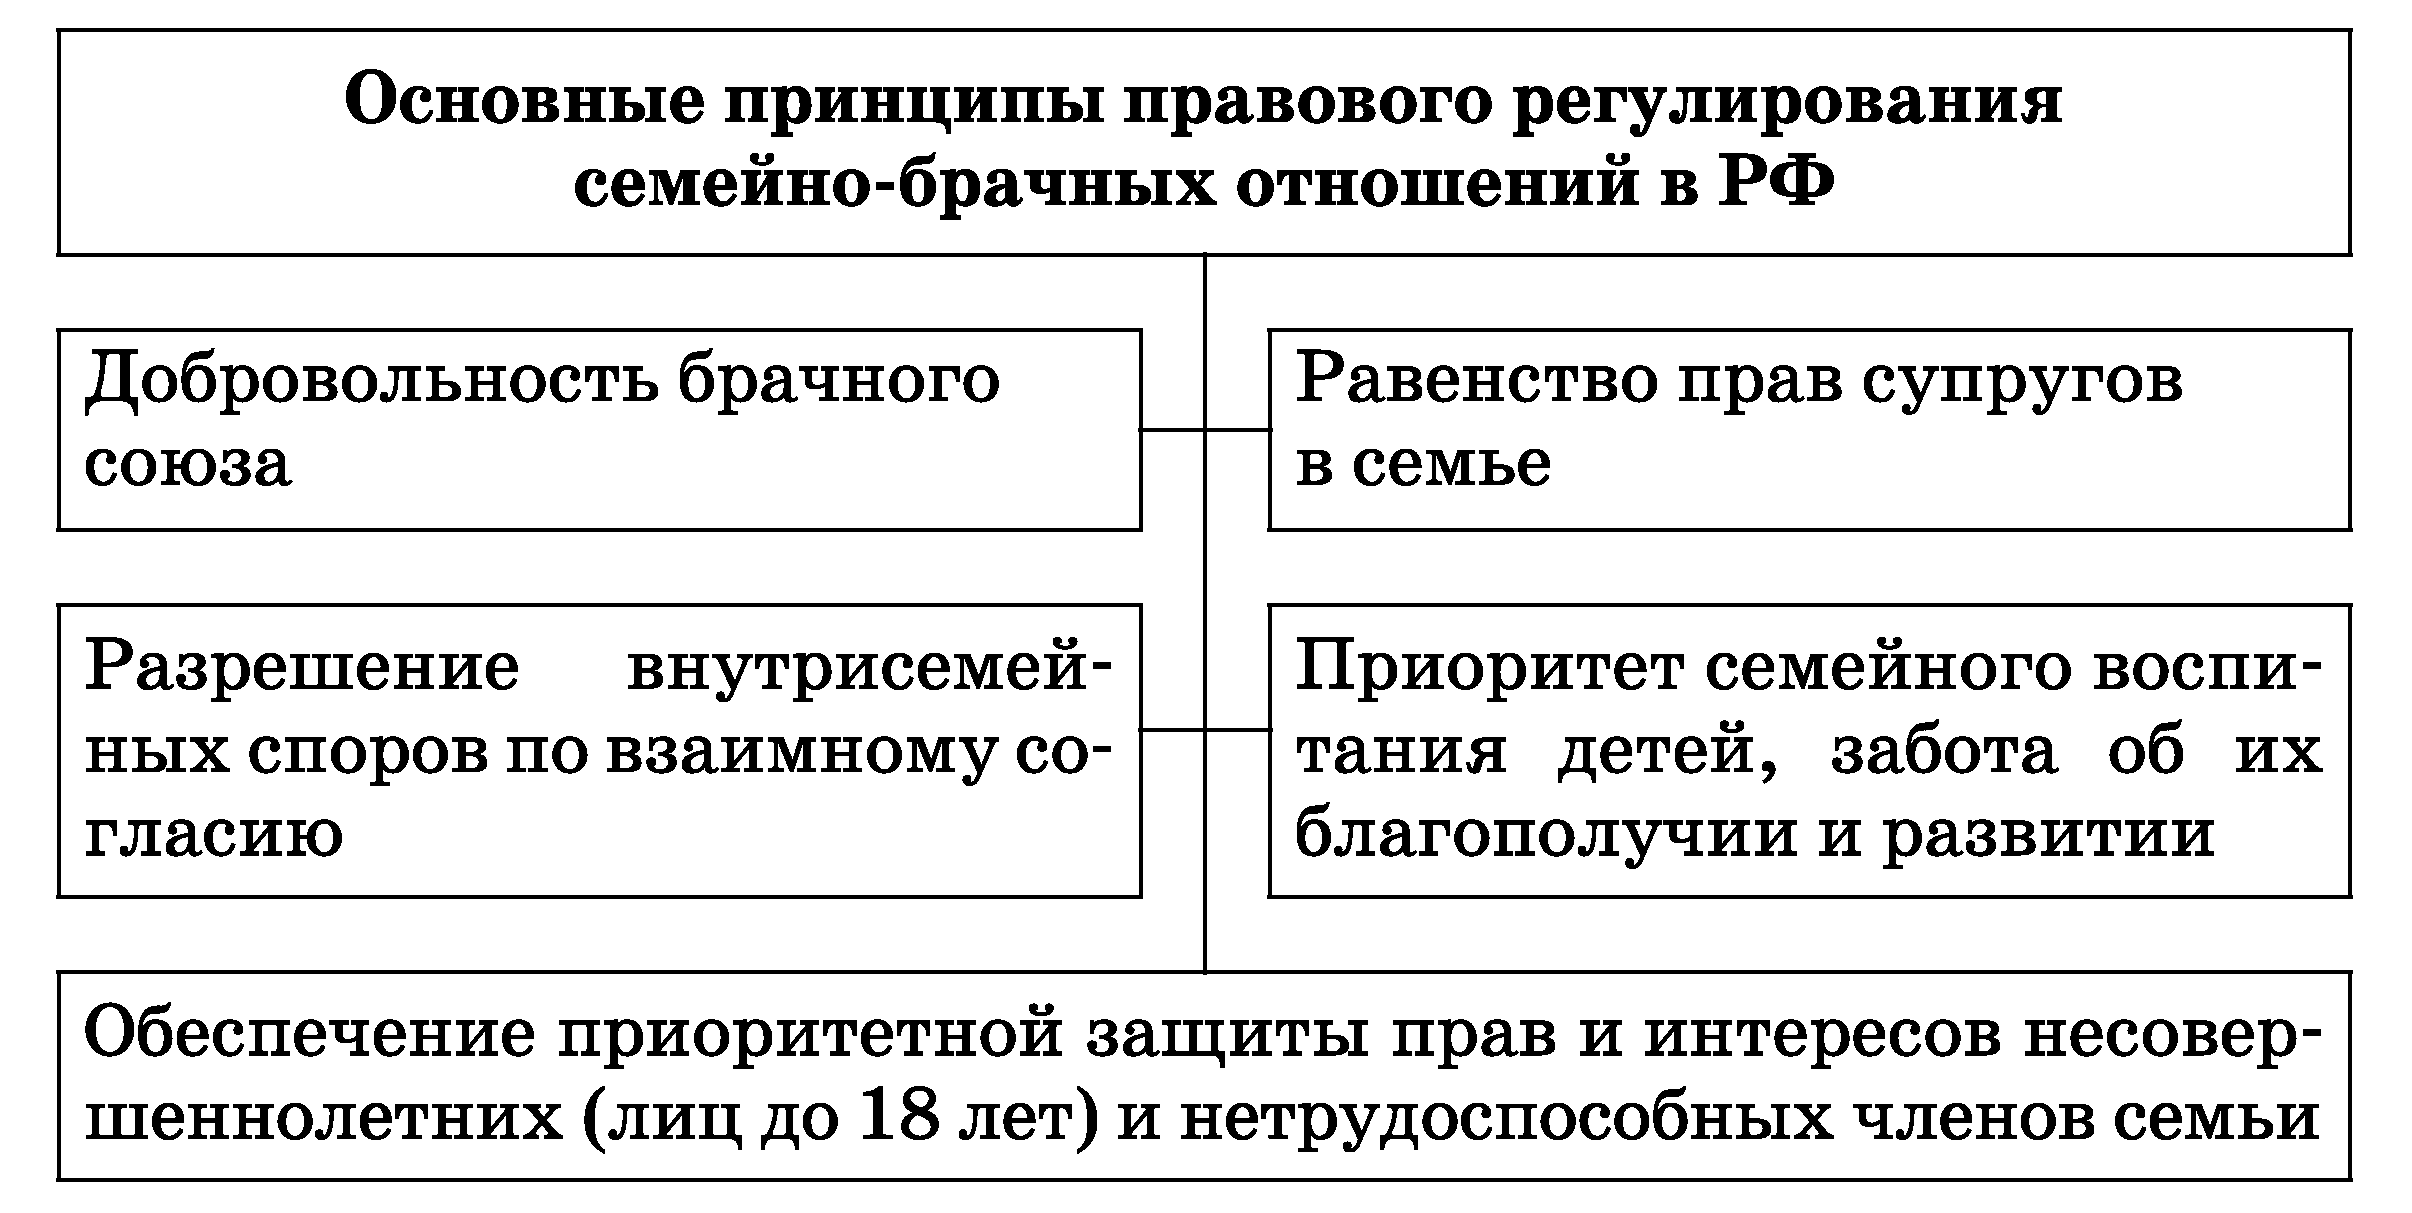 Основные принципы правового регулирования
семейно-брачных отношений в РФ
Добровольность брачного
союза
Равенство прав супругов
в семье
Разрешение внутрисемей-
ных споров по взаимному со-
гласию
Приоритет семейного воспи-
тания детей, забота об их
благополучии и развитии
Обеспечение приоритетной защиты прав и интересов несовер-
шеннолетних (лиц до 18 лет) и нетрудоспособных членов семьи